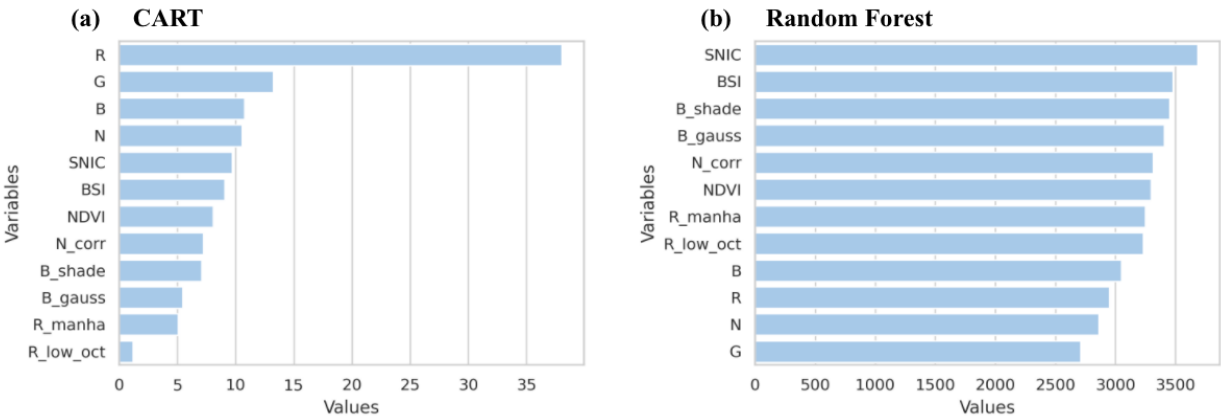 (a) CART
R
G
B
N
SNIC
BSI
NDVI
N_corr
B_shade
B_gauss
R_manha
R_low_oct
Variables
0 5 10 15 20 25 30 35
Values
(b) Random Forest
SNIC
BSI
B_shade
B_gauss
N_corr
NDVI
R_manha
R_low_oct
B
R
N
G
Variables
0 500 1000 1500 2000 2500 3000 3500
Values